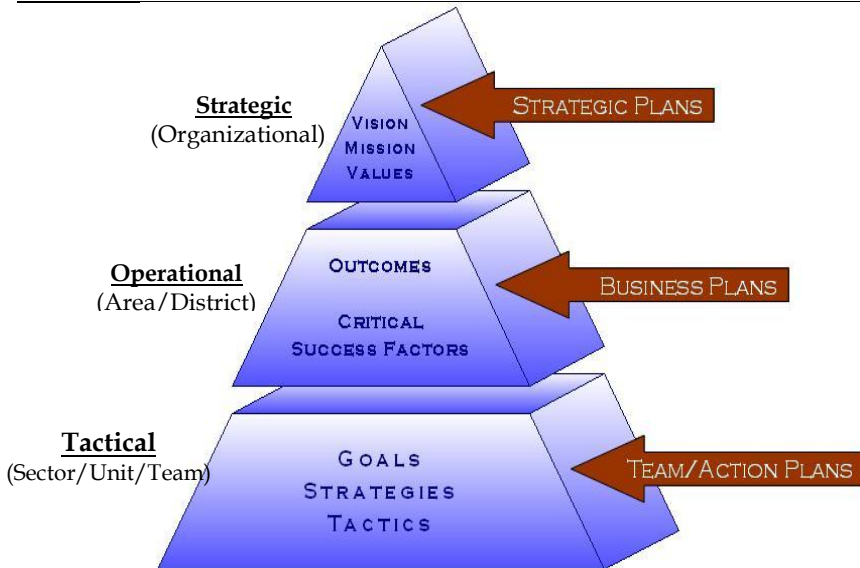 Strategic
(Organizational)
VISION
MISSION
VALUES
STRATEGIC PLANS
Operational
(Area/District)
OUTCOMES
CRITICAL
SUCCESS FACTORS
BUSINESS PLANS
Tactical
(Sector/Unit/Team)
GOALS
STRATEGIES
TACTICS
TEAM/ACTION PLANS